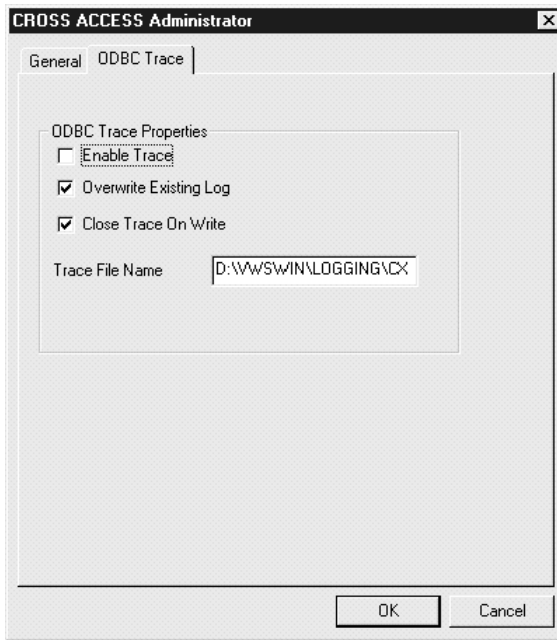 CROSS ACCESS Administrator
General ODBC Trace
ODBC Trace Properties
Enable Trace
Overwrite Existing Log
Close Trace On Write
Trace File Name D:\VWSWIN\LOGGING\CX
OK Cancel